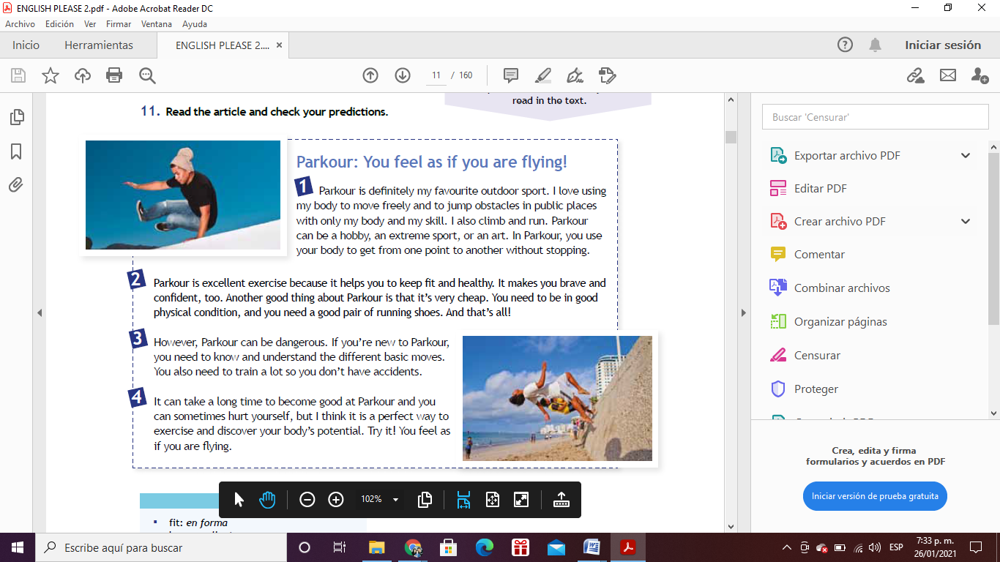 ENGLISH PLEASE 2.pdf - Adobe Acrobat Reader DC
Archivo Edición Ver Firmar Ventana Ayuda
Inicio Herramientas ENGLISH PLEASE 2.... × Iniciar sesión
11 / 160
read in the text.
11. Read the article and check your predictions.
Parkour: You feel as if you are flying!
1 Parkour is definitely my favourite outdoor sport. I love using
my body to move freely and to jump obstacles in public places
with only my body and my skill. I also climb and run. Parkour
can be a hobby, an extreme sport, or an art. In Parkour, you use
your body to get from one point to another without stopping.
2 Parkour is excellent exercise because it helps you to keep fit and healthy. It makes you brave and
confident, too. Another good thing about Parkour is that it's very cheap. You need to be in good
physical condition, and you need a good pair of running shoes. And that's all!
3 However, Parkour can be dangerous. If you're new to Parkour,
you need to know and understand the different basic moves.
You also need to train a lot so you don't have accidents.
4 It can take a long time to become good at Parkour and you
can sometimes hurt yourself, but I think it is a perfect way to
exercise and discover your body's potential. Try it! You feel as
if you are flying.
102%
▪ fit: en forma
Buscar 'Censurar'
Exportar archivo PDF
Editar PDF
Crear archivo PDF
Comentar
Combinar archivos
Organizar páginas
Censurar
Proteger
Crea, edita y firma
formularios y acuerdos en PDF
Iniciar versión de prueba gratuita
Escribe aquí para buscar
ESP
7:33 p. m.
26/01/2021